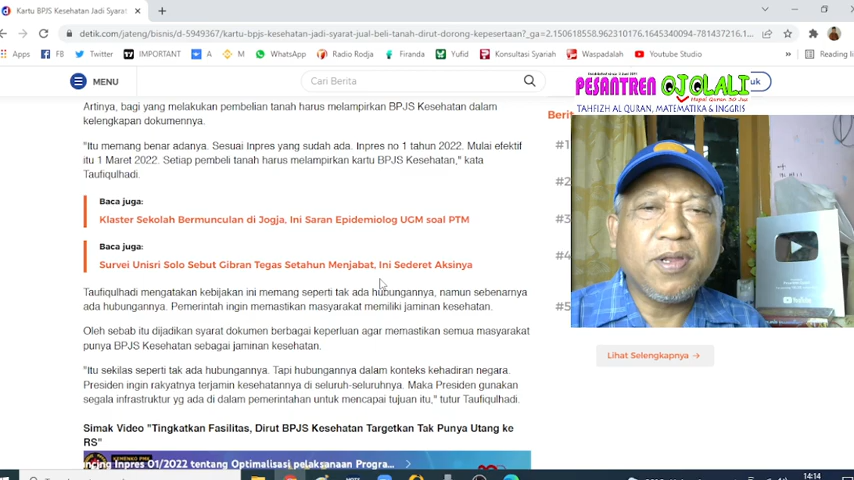 Kartu BPJS Kesehatan Jadi Syarat
detik.com/jateng/bisnis/d-5949367/kartu-bpjs-kesehatan-jadi-syarat-jual-beli-tanah-dirut-dorong-kepesertaan?_ga=2.150618558.962310176.1645340094-781437216.1...
Apps FB Twitter IMPORTANT A M WhatsApp Radio Rodja Firanda Yufid Konsultasi Syariah Waspadalah Youtube Studio Reading
MENU
Cari Berita
PESANTREN OJOLALI
Hapal Quran 30 Jus
TAHFIZH AL QURAN, MATEMATIKA & INGGRIS
uk
Artinya, bagi yang melakukan pembelian tanah harus melampirkan BPJS Kesehatan dalam
kelengkapan dokumennya.
"Itu memang benar adanya. Sesuai Inpres yang sudah ada. Inpres no 1 tahun 2022. Mulai efektif
itu 1 Maret 2022. Setiap pembeli tanah harus melampirkan kartu BPJS Kesehatan," kata
Taufiqulhadi.
Baca juga:
Klaster Sekolah Bermunculan di Jogja, Ini Saran Epidemiolog UGM soal PTM
Baca juga:
Survei Unisri Solo Sebut Gibran Tegas Setahun Menjabat, Ini Sederet Aksinya
Taufiqulhadi mengatakan kebijakan ini memang seperti tak ada hubungannya, namun sebenarnya
ada hubungannya. Pemerintah ingin memastikan masyarakat memiliki jaminan kesehatan.
Oleh sebab itu dijadikan syarat dokumen berbagai keperluan agar memastikan semua masyarakat
punya BPJS Kesehatan sebagai jaminan kesehatan.
"Itu sekilas seperti tak ada hubungannya. Tapi hubungannya dalam konteks kehadiran negara.
Presiden ingin rakyatnya terjamin kesehatannya di seluruh-seluruhnya. Maka Presiden gunakan
segala infrastruktur yg ada di dalam pemerintahan untuk mencapai tujuan itu," tutur Taufiqulhadi.
Simak Video "Tingkatkan Fasilitas, Dirut BPJS Kesehatan Targetkan Tak Punya Utang ke
RS"
KEMENKO PMK
ncing Inpres 01/2022 tentang Optimalisasi pelaksanaan Progra...
Berit
#1
#2
#3
#4
#5
YouTube
Lihat Selengkapnya →
14:14